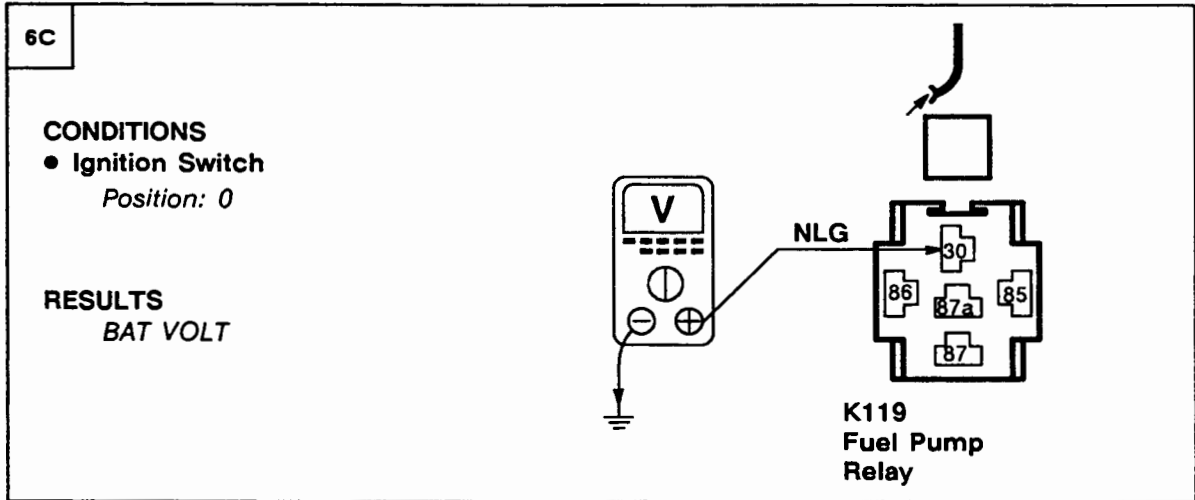 6C
CONDITIONS
● Ignition Switch
Position: 0
RESULTS
BAT VOLT
V
NLG
30
86
87a
85
87
K119
Fuel Pump
Relay